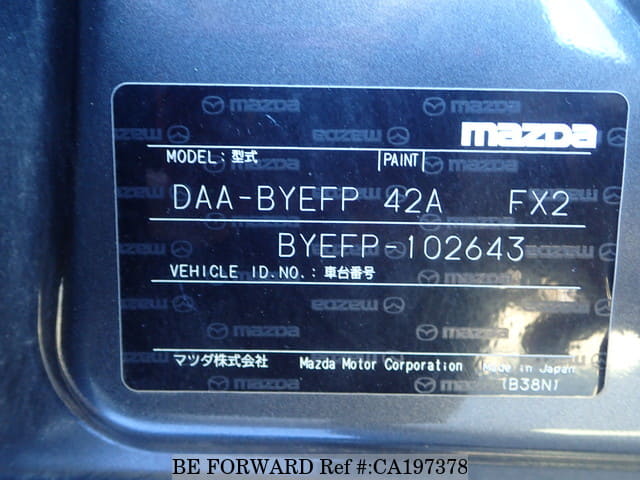 mazda
MODEL:型式 PAINT
DAA-BYEFP 42A FX2
BYEFP-102643
VEHICLE ID.NO.:車台番号
マツダ株式会社 Mazda Motor Corporation Made in Japan
(B38N)
BE FORWARD Ref #:CA197378